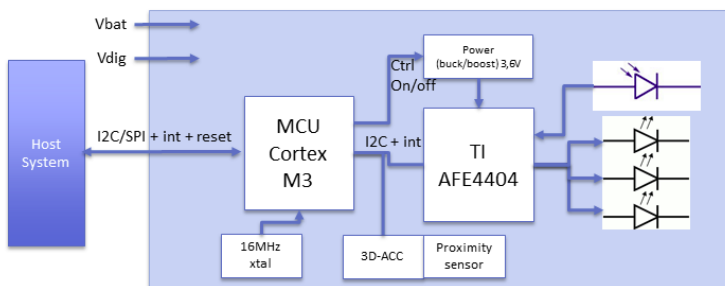 Vbat
Vdig
Host
System
I2C/SPI + int + reset
MCU
Cortex
M3
16MHz
xtal
Ctrl
On/off
Power
(buck/boost) 3,6V
I2C + int
TI
AFE4404
3D-ACC
Proximity
sensor